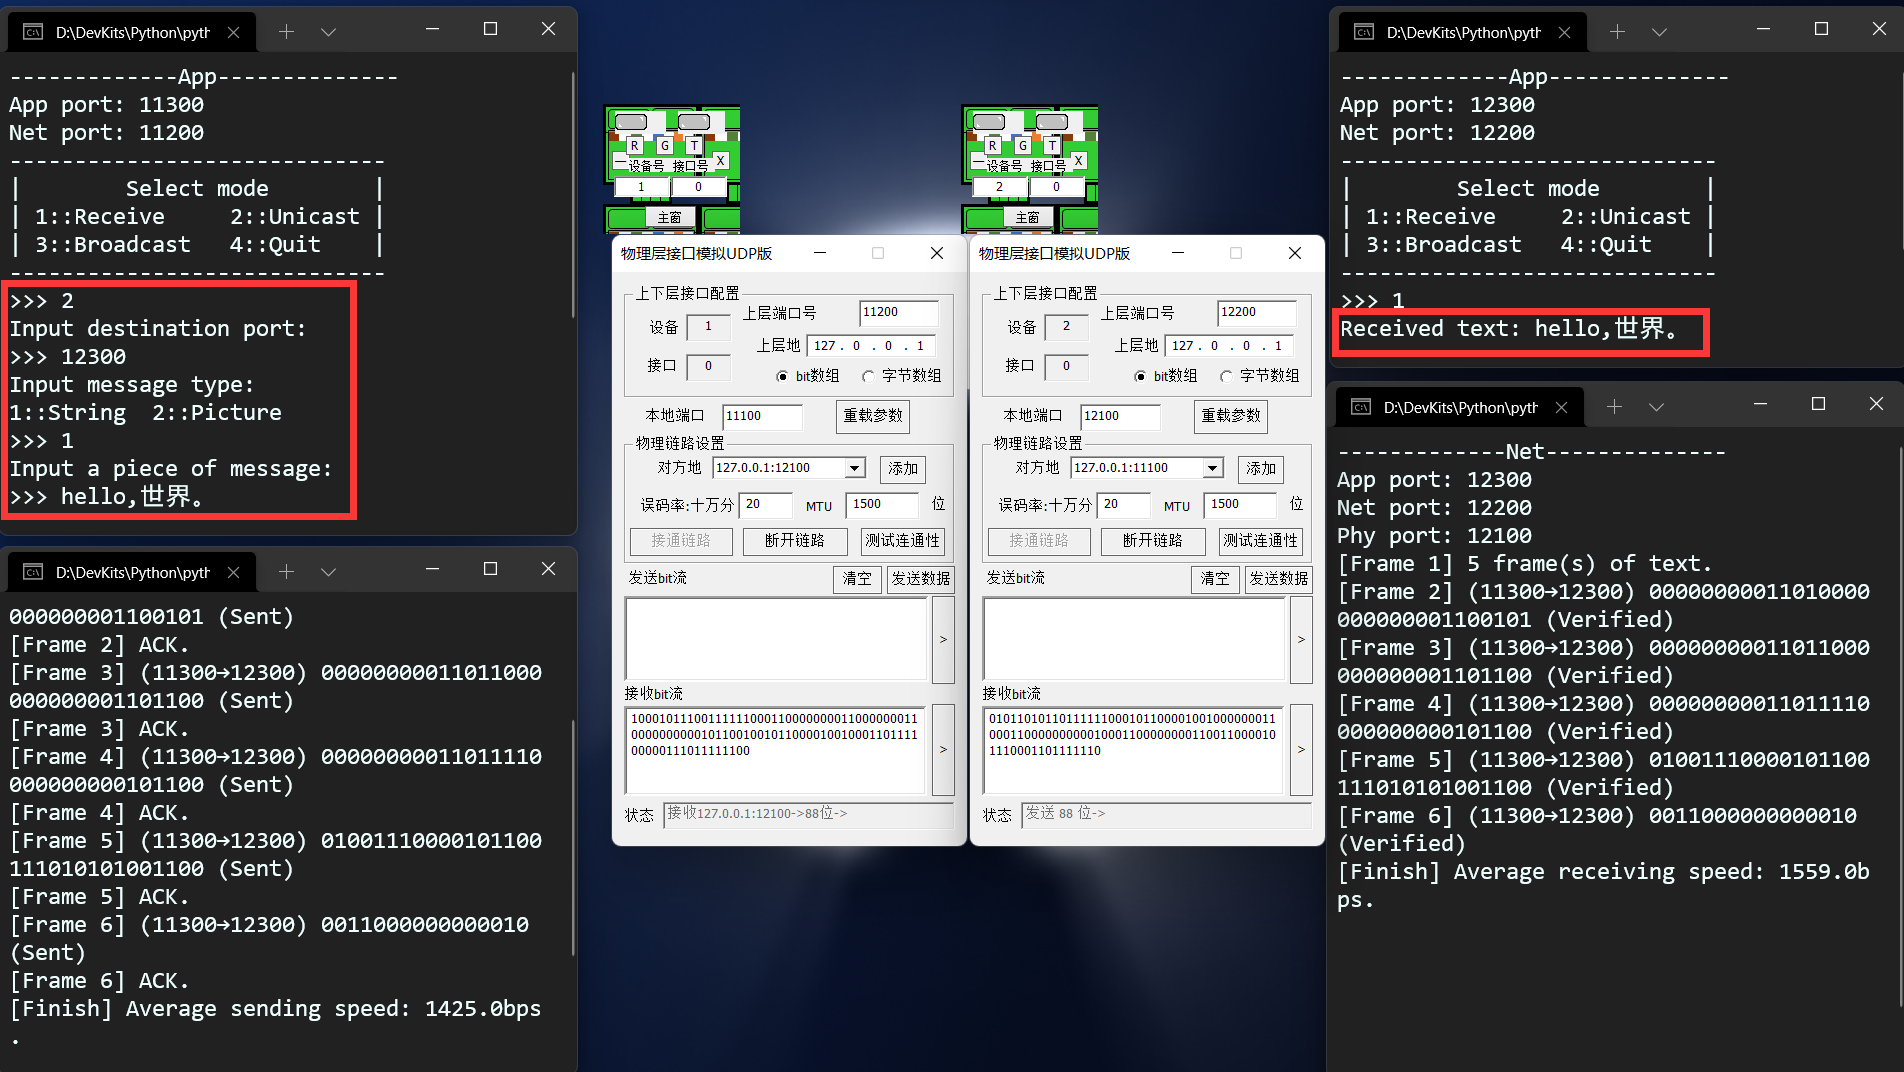 D:\DevKits\Python\pyth
-------------App--------------
App port: 11300
Net port: 11200
-----------------------------
| Select mode |
| 1::Receive 2::Unicast |
| 3::Broadcast 4::Quit |
-----------------------------
>>> 2
Input destination port:
>>> 12300
Input message type:
1::String 2::Picture
>>> 1
Input a piece of message:
>>> hello,世界。
D:\DevKits\Python\pyth
000000001100101 (Sent)
[Frame 2] ACK.
[Frame 3] (11300→12300) 00000000011011000
000000001101100 (Sent)
[Frame 3] ACK.
[Frame 4] (11300→12300) 00000000011011110
000000000101100 (Sent)
[Frame 4] ACK.
[Frame 5] (11300→12300) 01001110000101100
111010101001100 (Sent)
[Frame 5] ACK.
[Frame 6] (11300→12300) 0011000000000010
(Sent)
[Frame 6] ACK.
[Finish] Average sending speed: 1425.0bps
.
R G T
设备号 接口号 X
1 0
主窗
物理层接口模拟UDP版
上下层接口配置
上层端口号 11200
设备 1
上层地 127 . 0 . 0 . 1
接口 0
bit数组 字节数组
本地端口 11100 重载参数
物理链路设置
对方地 127.0.0.1:12100 添加
误码率:十万分 20 MTU 1500 位
接通链路 断开链路 测试连通性
发送bit流 清空 发送数据
>
接收bit流
>
状态 接收127.0.0.1:12100->88位->
R G T
设备号 接口号 X
2 0
主窗
物理层接口模拟UDP版
上下层接口配置
上层端口号 12200
设备 2
上层地 127 . 0 . 0 . 1
接口 0
bit数组 字节数组
本地端口 12100 重载参数
物理链路设置
对方地 127.0.0.1:11100 添加
误码率:十万分 20 MTU 1500 位
接通链路 断开链路 测试连通性
发送bit流 清空 发送数据
>
接收bit流
>
状态 发送 88 位->
D:\DevKits\Python\pyth
-------------App--------------
App port: 12300
Net port: 12200
-----------------------------
| Select mode |
| 1::Receive 2::Unicast |
| 3::Broadcast 4::Quit |
-----------------------------
>>> 1
Received text: hello,世界。
D:\DevKits\Python\pyth
-------------Net--------------
App port: 12300
Net port: 12200
Phy port: 12100
[Frame 1] 5 frame(s) of text.
[Frame 2] (11300→12300) 00000000011010000
000000001100101 (Verified)
[Frame 3] (11300→12300) 00000000011011000
000000001101100 (Verified)
[Frame 4] (11300→12300) 00000000011011110
000000000101100 (Verified)
[Frame 5] (11300→12300) 01001110000101100
111010101001100 (Verified)
[Frame 6] (11300→12300) 0011000000000010
(Verified)
[Finish] Average receiving speed: 1559.0b
ps.